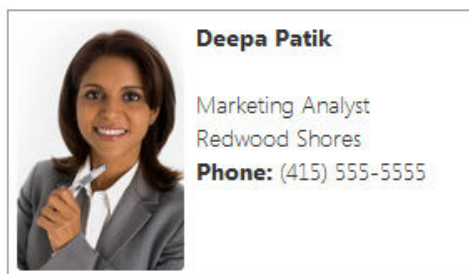 Deepa Patik
Marketing Analyst
Redwood Shores
Phone: (415) 555-5555